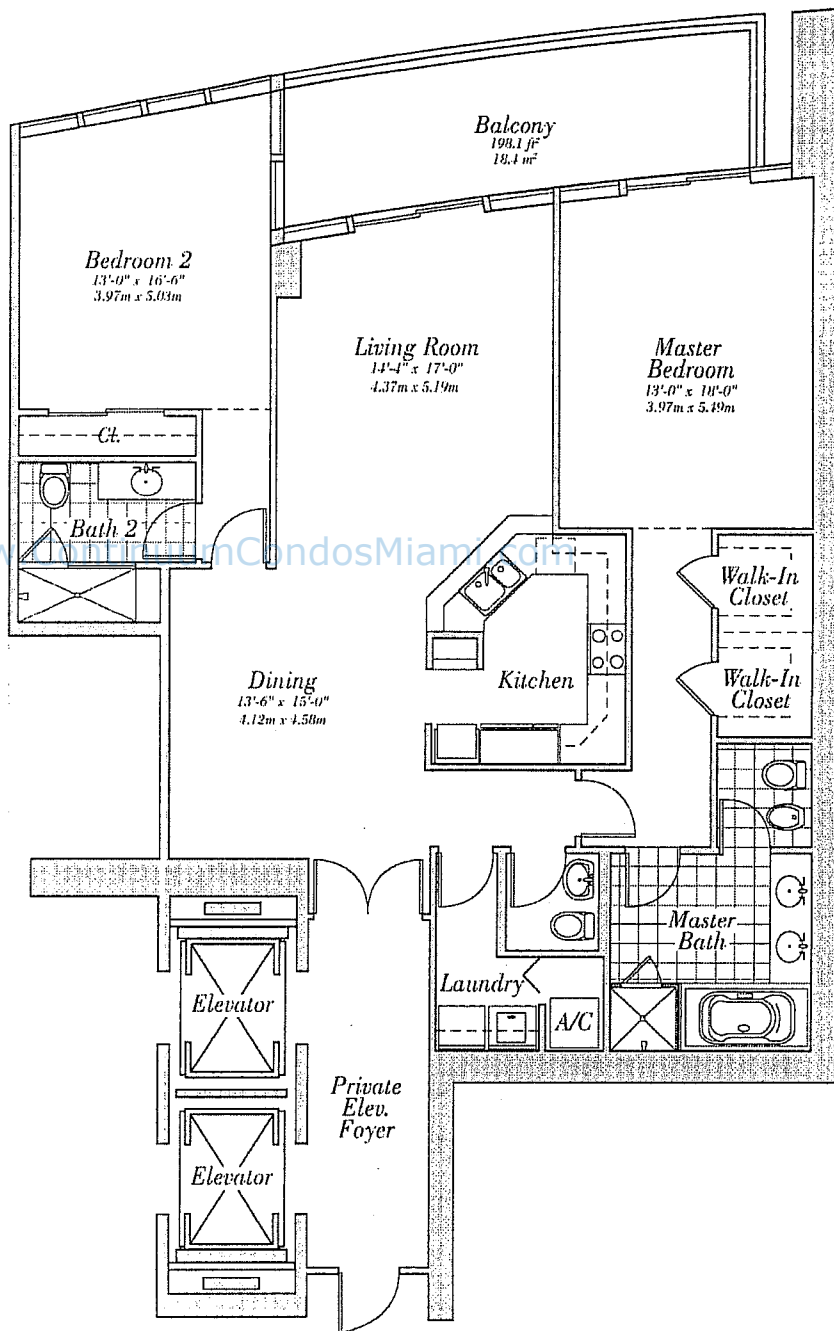 Balcony
198.1 ft²
18.4 m²
Bedroom 2
13'-0" x 16'-6"
3.97m x 5.03m
Living Room
14'-4" x 17'-0"
4.37m x 5.19m
Master
Bedroom
13'-0" x 18'-0"
3.97m x 5.49m
Cl.
Bath 2
w.ContinuumCondosMiami.com
Walk-In
Closet
Walk-In
Closet
Dining
13'-6" x 15'-0"
4.12m x 4.58m
Kitchen
Master
Bath
Laundry
A/C
Elevator
Private
Elev.
Foyer
Elevator